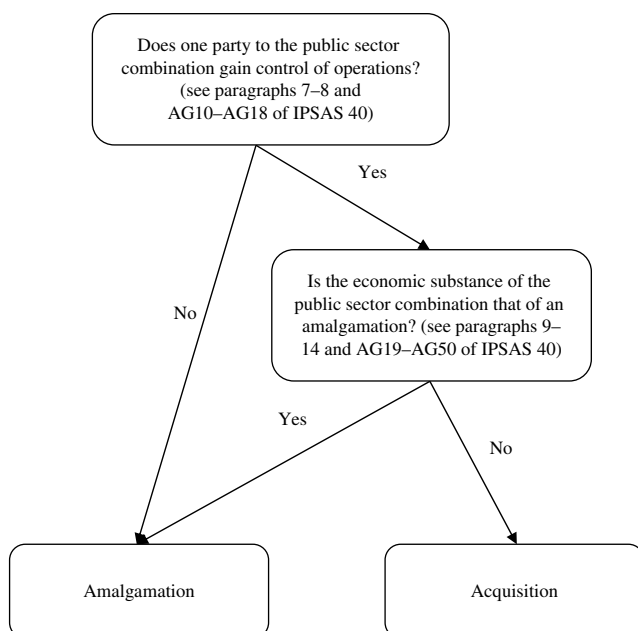 Does one party to the public sector
combination gain control of operations?
(see paragraphs 7–8 and
AG10–AG18 of IPSAS 40)
Yes
Is the economic substance of the
public sector combination that of an
amalgamation? (see paragraphs 9–
14 and AG19–AG50 of IPSAS 40)
No
Yes
No
Amalgamation
Acquisition